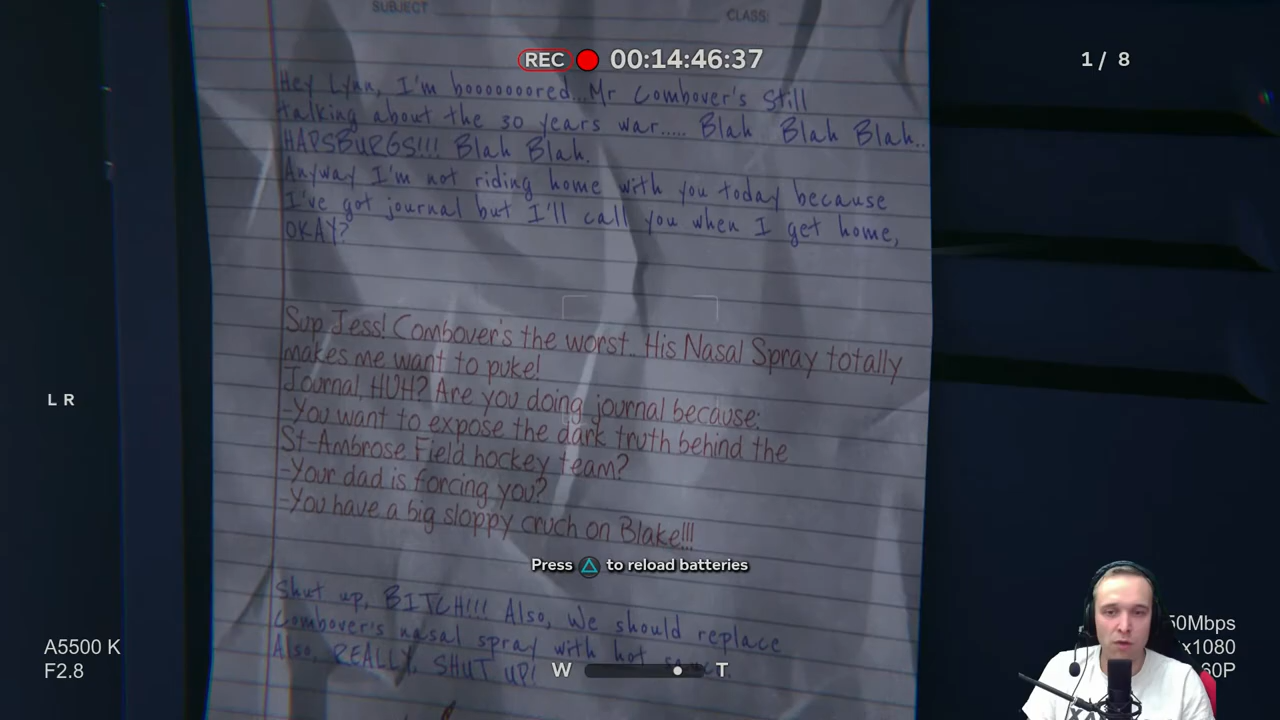 SUBJECT
CLASS:
REC 00:14:46:37
1 / 8
Hey Lynn, I'm booooooored... Mr Combover's Still
talking about the 30 years war..... Blah Blah Blah..
HAPSBURGS!!! Blah Blah.
Anyway I'm not riding home with you today because
I've got journal but I'll call you when I get home,
OKAY?
Sup Jess! Combover's the worst.. His Nasal Spray totally
makes me want to puke!
Journal, HUH? Are you doing journal because:
-You want to expose the dark truth behind the
St-Ambrose Field hockey team?
-Your dad is forcing you?
-You have a big sloppy cruch on Blake!!!
L R
Press △ to reload batteries
Shut up, BITCH!!! Also, we should replace
Combover's nasal spray with hot
Also, REALLY, SHUT UP!
A5500 K
F2.8
W T
50Mbps
x1080
60P